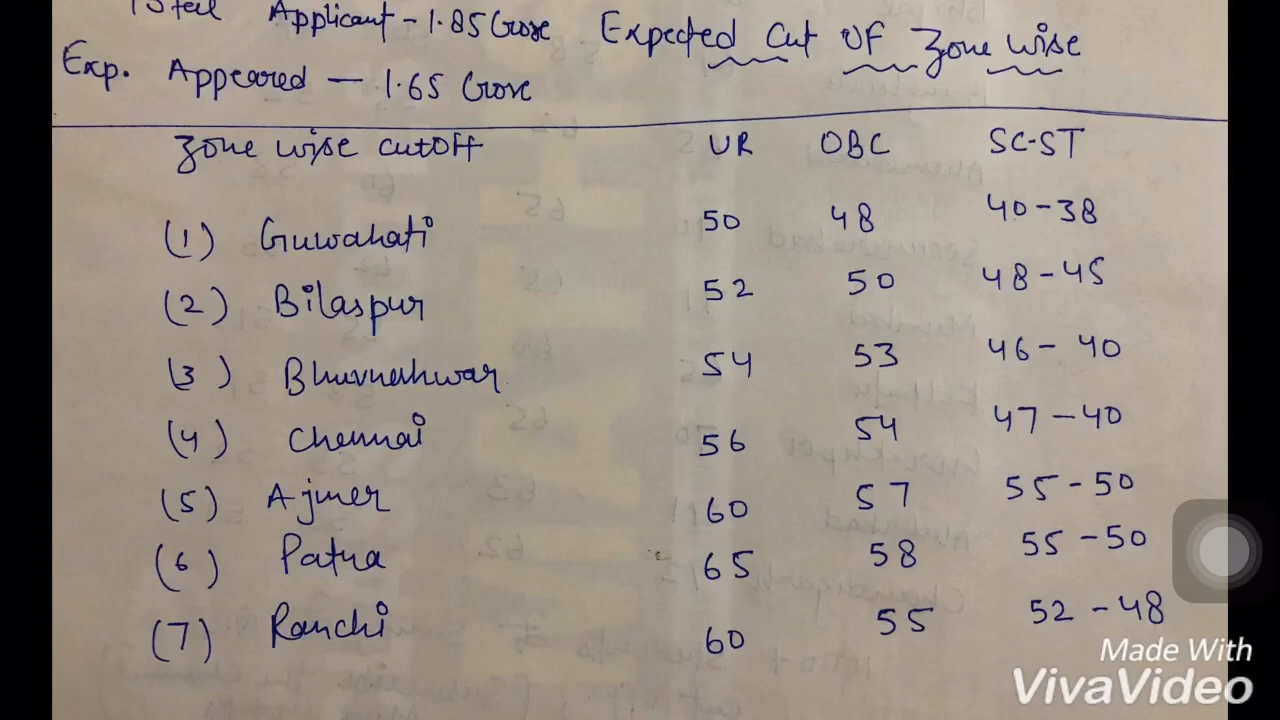 Total Applicant - 1.85 Crore Expected Cut OF Zone wise
Exp. Appeared - 1.65 Crore
Zone wise cutoff UR OBC SC-ST
(1) Guwahati 50 48 40-38
(2) Bilaspur 52 50 48-45
(3) Bhuvneshwar 54 53 46-40
(4) Chennai 56 54 47-40
(5) Ajmer 60 57 55-50
(6) Patna 65 58 55-50
(7) Ranchi 60 55 52-48
Made With
VivaVideo